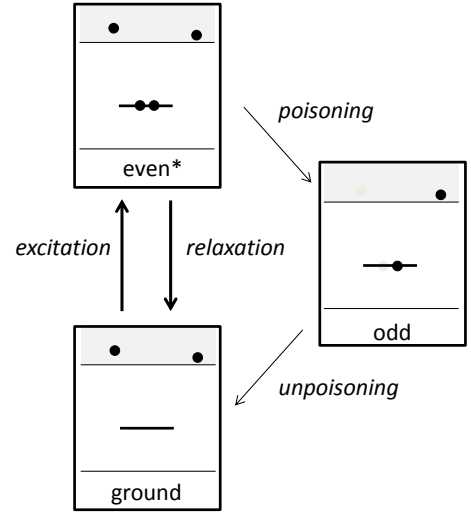 even*
poisoning
excitation
relaxation
odd
unpoisoning
ground